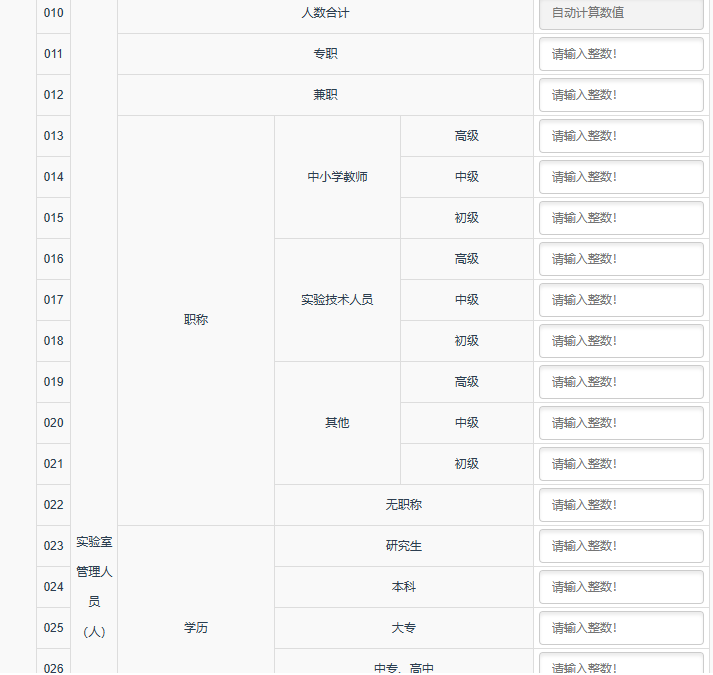 010
人数合计
自动计算数值
011
专职
请输入整数!
012
兼职
请输入整数!
013
高级
请输入整数!
014
中小学教师
中级
请输入整数!
015
初级
请输入整数!
016
高级
请输入整数!
017
实验技术人员
中级
请输入整数!
职称
018
初级
请输入整数!
019
高级
请输入整数!
020
其他
中级
请输入整数!
021
初级
请输入整数!
022
无职称
请输入整数!
023
实验室
管理人
员
（人）
研究生
请输入整数!
024
本科
请输入整数!
025
学历
大专
请输入整数!
026
中专、高中
请输入整数!